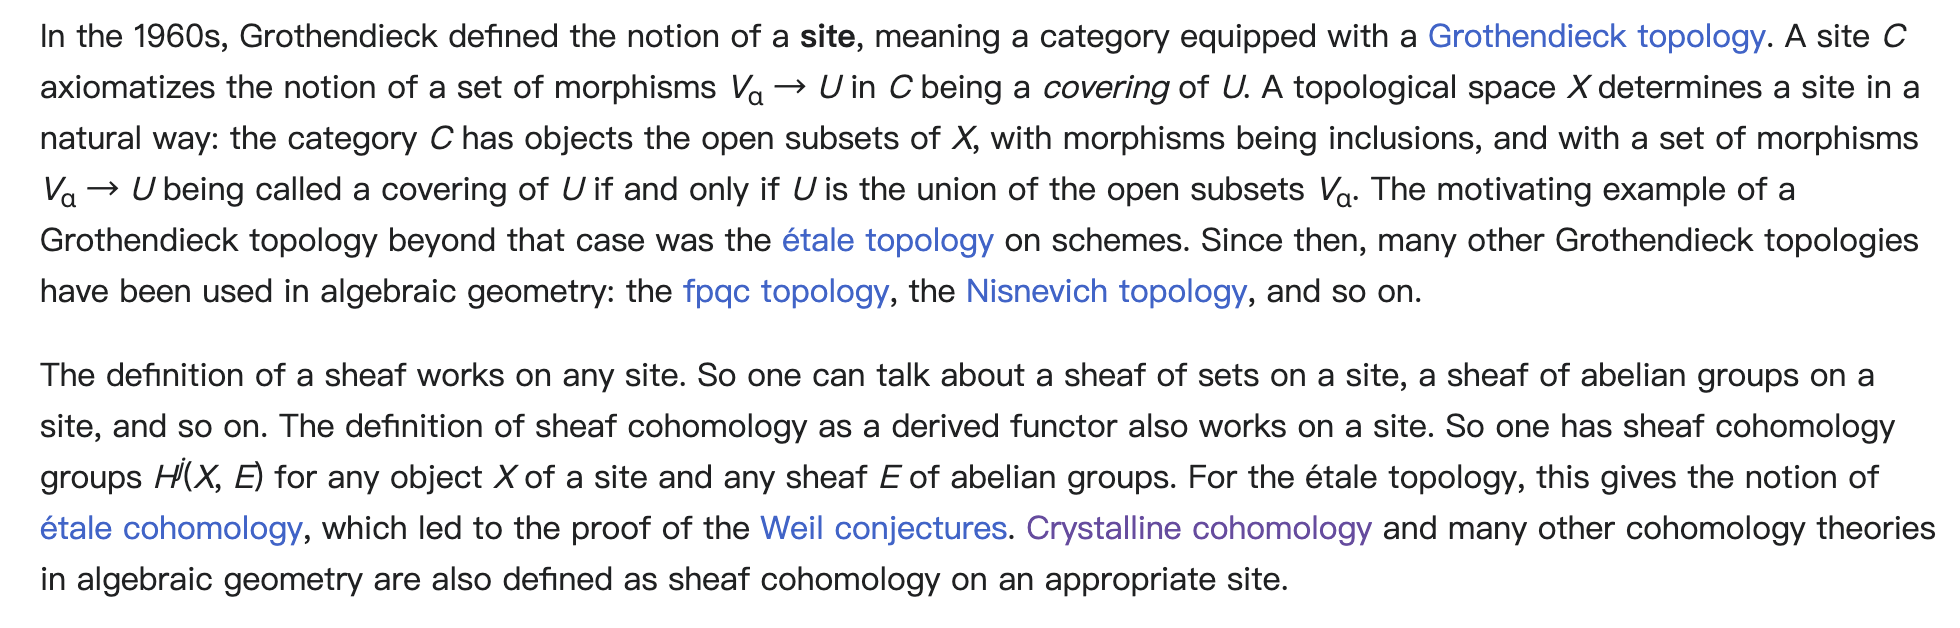 In the 1960s, Grothendieck defined the notion of a site, meaning a category equipped with a Grothendieck topology. A site C
axiomatizes the notion of a set of morphisms Vα → U in C being a covering of U. A topological space X determines a site in a
natural way: the category C has objects the open subsets of X, with morphisms being inclusions, and with a set of morphisms
Vα → U being called a covering of U if and only if U is the union of the open subsets Vα. The motivating example of a
Grothendieck topology beyond that case was the étale topology on schemes. Since then, many other Grothendieck topologies
have been used in algebraic geometry: the fpqc topology, the Nisnevich topology, and so on.
The definition of a sheaf works on any site. So one can talk about a sheaf of sets on a site, a sheaf of abelian groups on a
site, and so on. The definition of sheaf cohomology as a derived functor also works on a site. So one has sheaf cohomology
groups H^j(X, E) for any object X of a site and any sheaf E of abelian groups. For the étale topology, this gives the notion of
étale cohomology, which led to the proof of the Weil conjectures. Crystalline cohomology and many other cohomology theories
in algebraic geometry are also defined as sheaf cohomology on an appropriate site.